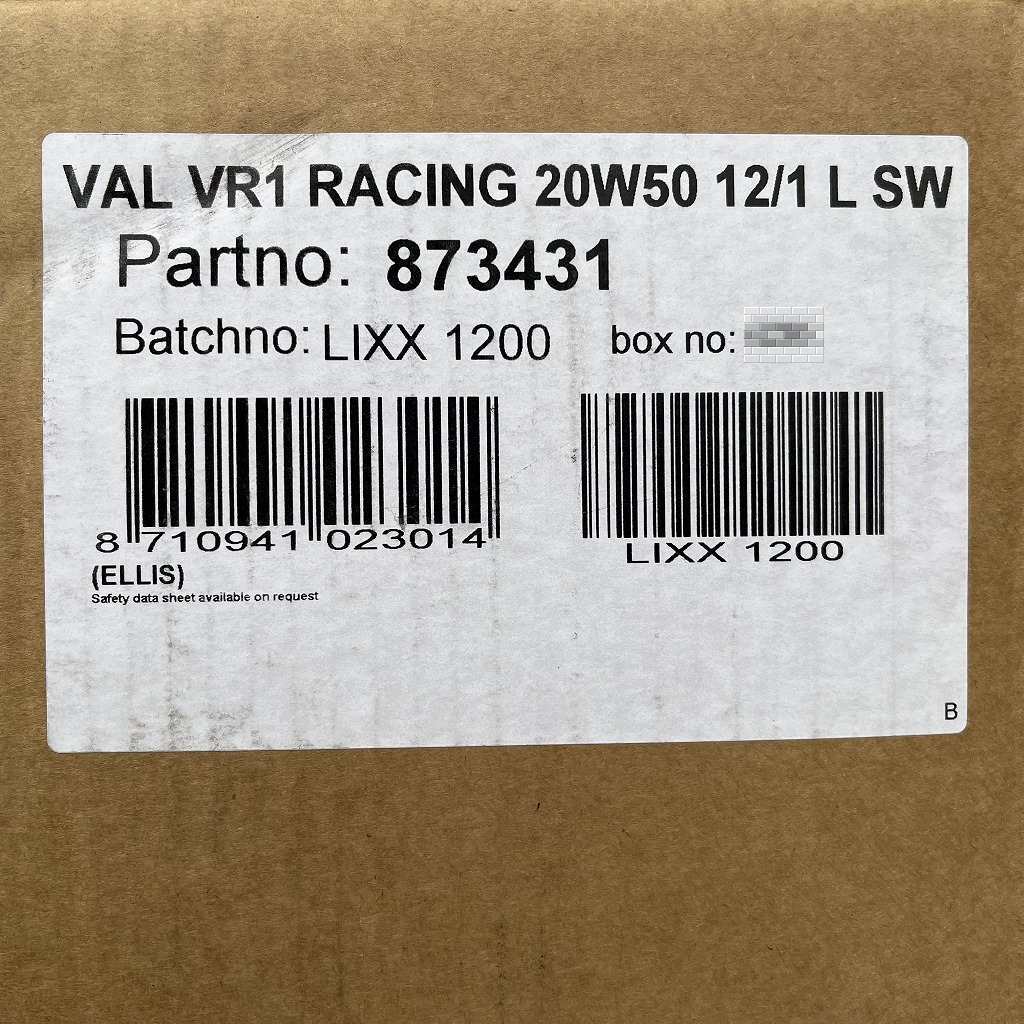 VAL VR1 RACING 20W50 12/1 L SW
Partno: 873431
Batchno: LIXX 1200 box no:
8 710941 023014
LIXX 1200
(ELLIS)
Safety data sheet available on request
B